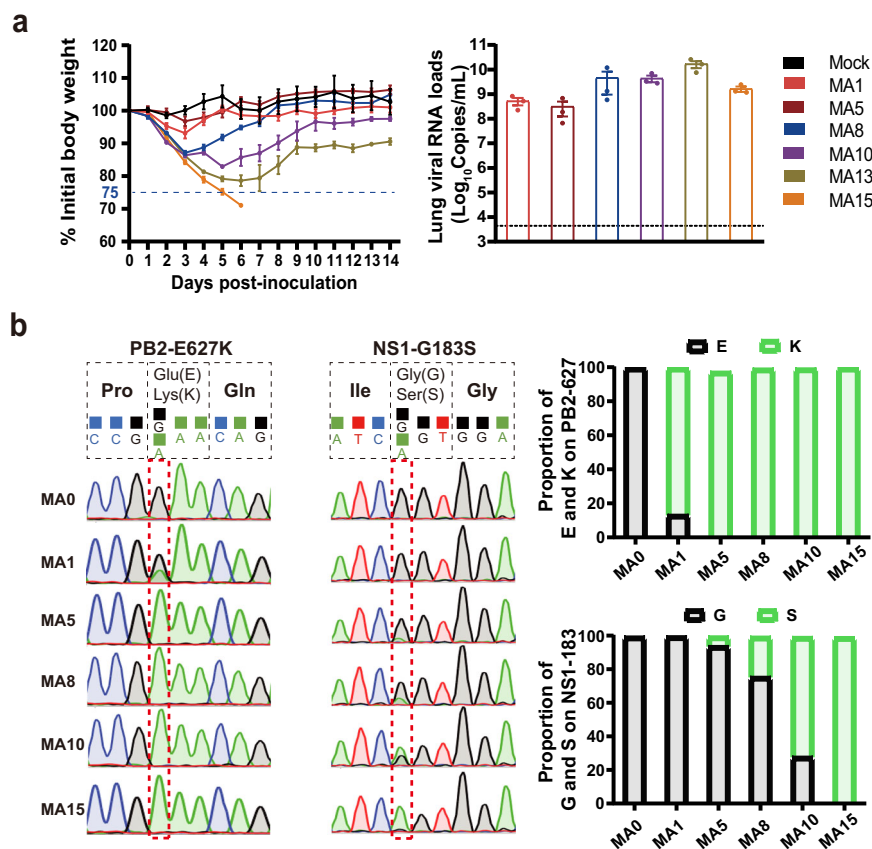 a
% Initial body weight
120
110
100
90
80
75
70
60
0 1 2 3 4 5 6 7 8 9 10 11 12 13 14
Days post-inoculation
Lung viral RNA loads
(Log10 Copies/mL)
11
10
9
8
7
6
5
4
3
Mock
MA1
MA5
MA8
MA10
MA13
MA15
b
PB2-E627K
Pro
Glu(E)
Lys(K)
Gln
C C G G A A C A G
A
NS1-G183S
Ile
Gly(G)
Ser(S)
Gly
A T C G G T G G A
A
MA0
MA1
MA5
MA8
MA10
MA15
E K
Proportion of
E and K on PB2-627
100
80
60
40
20
0
MA0 MA1 MA5 MA8 MA10 MA15
G S
Proportion of
G and S on NS1-183
100
80
60
40
20
0
MA0 MA1 MA5 MA8 MA10 MA15